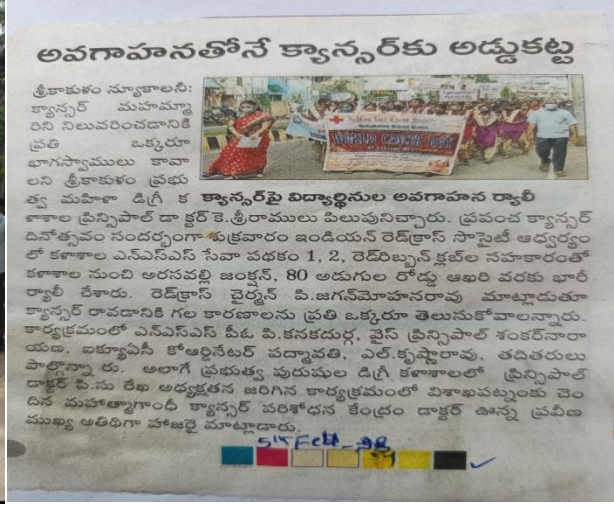 అవగాహనతోనే క్యాన్సర్‌కు అడ్డుకట్ట
శ్రీకాకుళం న్యూకాలనీ:
క్యాన్సర్ మహమ్మా
రిని నిలువరించడానికి
ప్రతి ఒక్కరూ
భాగస్వాములు కావా
లని శ్రీకాకుళం ప్రభు
త్వ మహిళా డిగ్రీ క
Indian Red Cross Society
WORLD CANCER DAY
క్యాన్సర్‌పై విద్యార్థినుల అవగాహన ర్యాలీ
ళాశాల ప్రిన్సిపాల్ డా క్టర్ కె.శ్రీరాములు పిలుపునిచ్చారు. ప్రపంచ క్యాన్సర్
దినోత్సవం సందర్భంగా శుక్రవారం ఇండియన్ రెడ్‌క్రాస్ సొసైటీ ఆధ్వర్యం
లో కళాశాల ఎన్ఎస్ఎస్ సేవా పథకం 1, 2, రెడ్‌రిబ్బన్ క్లబ్‌ల సహకారంతో
కళాశాల నుంచి అరసవల్లి జంక్షన్, 80 అడుగుల రోడ్డు ఆఖరి వరకు భారీ
ర్యాలీ చేశారు. రెడ్‌క్రాస్ చైర్మన్ పి.జగన్‌మోహనరావు మాట్లాడుతూ
క్యాన్సర్ రావడానికి గల కారణాలను ప్రతి ఒక్కరూ తెలుసుకోవాలన్నారు.
కార్యక్రమంలో ఎన్ఎస్ఎస్ పీఓ పి.కనకదుర్గ, వైస్ ప్రిన్సిపాల్ శంకర్‌నారా
యణ, ఐక్యూఏసీ కోఆర్డినేటర్ పద్మావతి, ఎల్.కృష్ణారావు, తదితరులు
పాల్గొన్నా రు. అలాగే ప్రభుత్వ పురుషుల డిగ్రీ కళాశాలలో ప్రిన్సిపాల్
డాక్టర్ పి.సు రేఖ అధ్యక్షతన జరిగిన కార్యక్రమంలో విశాఖపట్నంకు చెం
దిన మహాత్మాగాంధీ క్యాన్సర్ పరిశోధన కేంద్రం డాక్టర్ ఊన్న ప్రవీణ
ముఖ్య అతిథిగా హాజరై మాట్లాడారు.